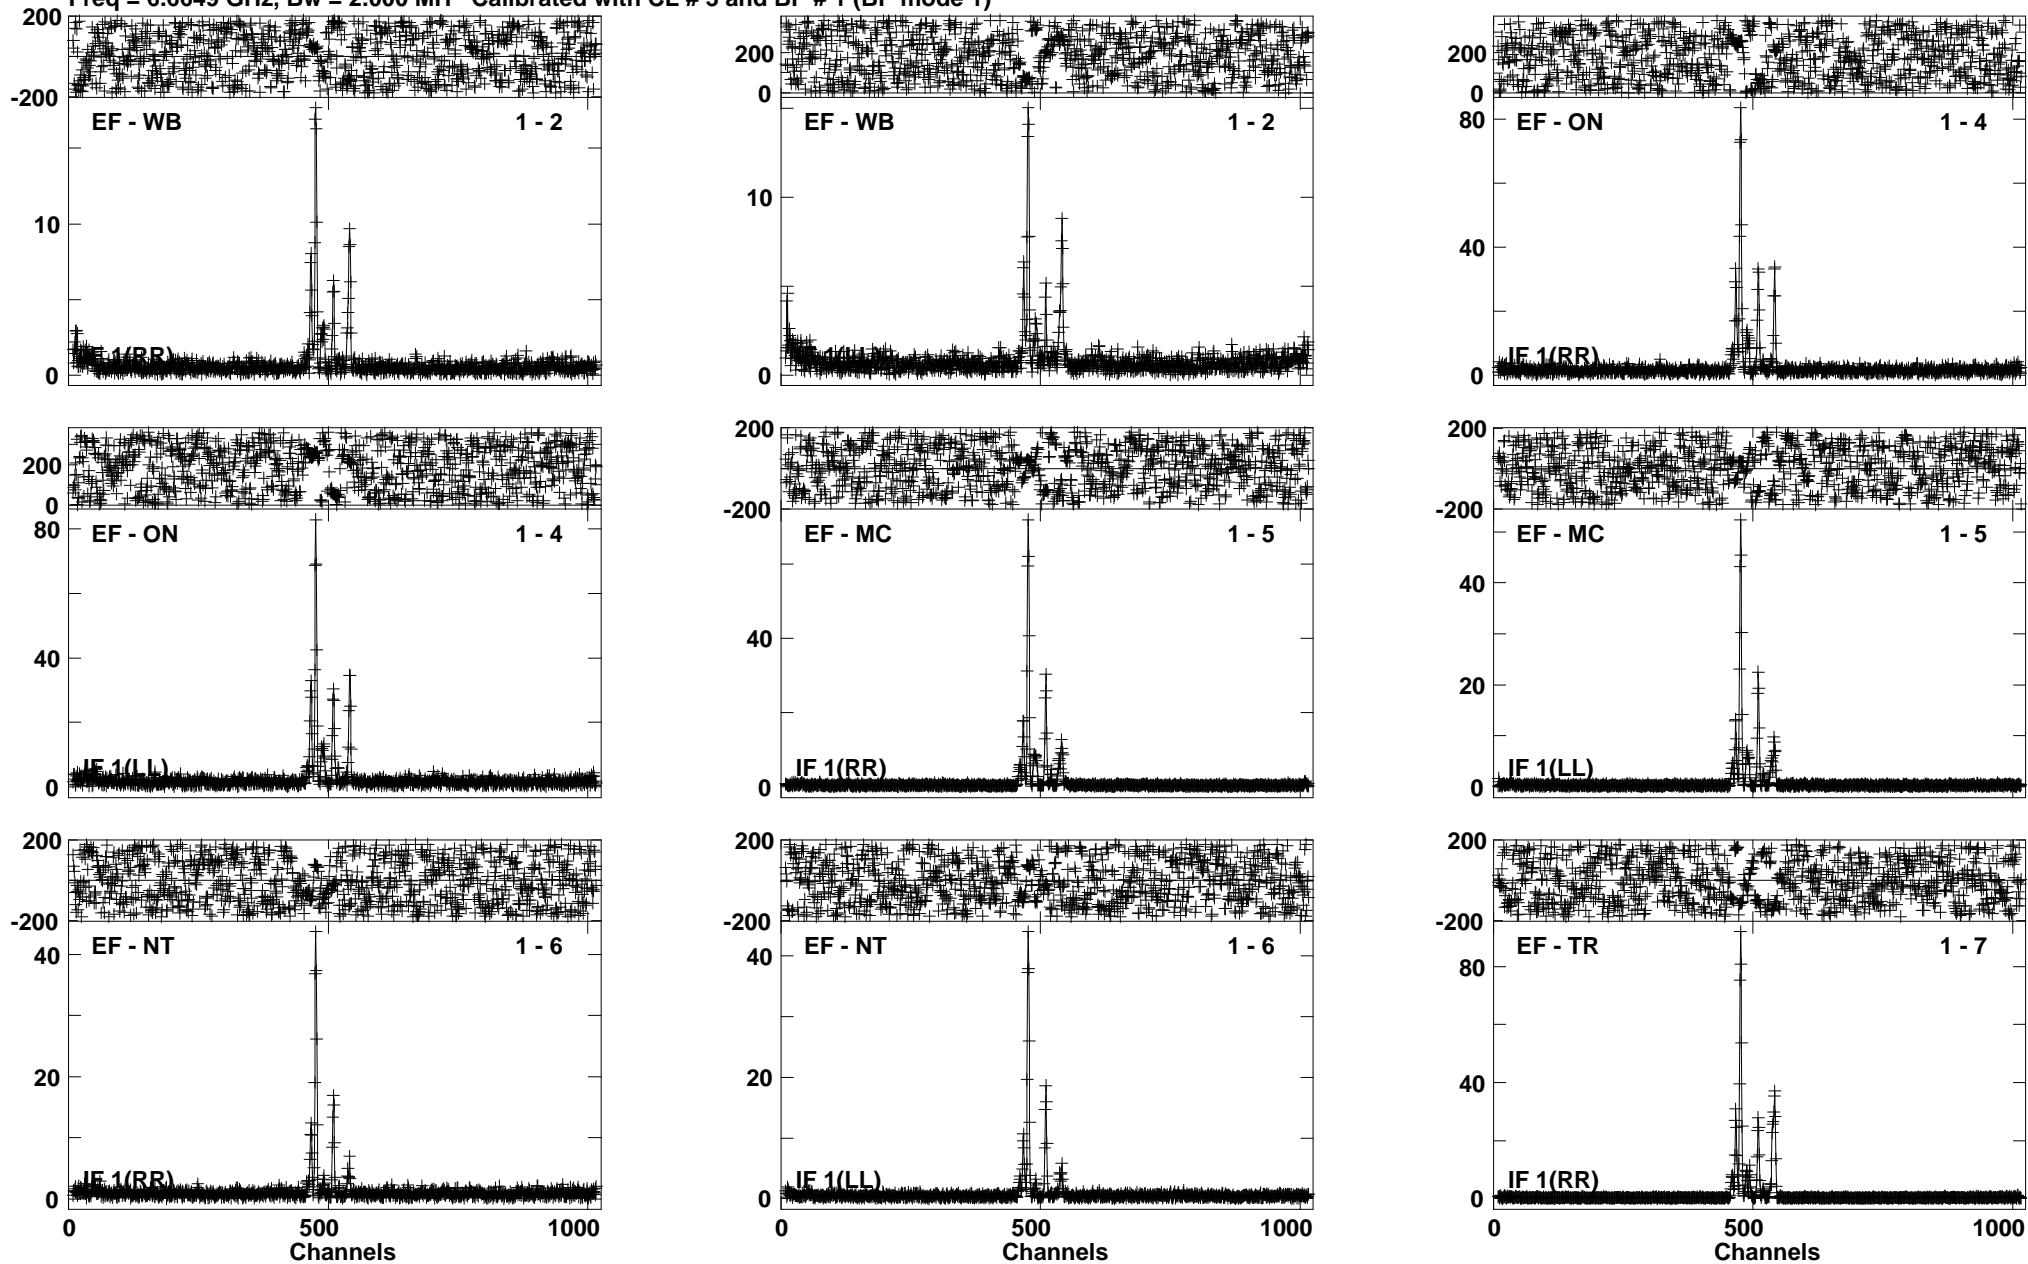 Freq = 6.6649 GHz, Bw = 2.000 MH Calibrated with CL # 3 and BP # 1 (BP mode 1)
200
-200
EF - WB 1 - 2
10
0
IF 1(RR)
200
0
EF - WB 1 - 2
10
0
200
0
EF - ON 1 - 4
80
40
0
IF 1(RR)
200
0
EF - ON 1 - 4
80
40
0
IF 1(LL)
200
-200
EF - MC 1 - 5
40
0
IF 1(RR)
200
-200
EF - MC 1 - 5
40
20
0
IF 1(LL)
200
-200
EF - NT 1 - 6
40
20
0
IF 1(RR)
0 500 1000
Channels
200
-200
EF - NT 1 - 6
40
20
0
IF 1(LL)
0 500 1000
Channels
200
-200
EF - TR 1 - 7
80
40
0
IF 1(RR)
0 500 1000
Channels